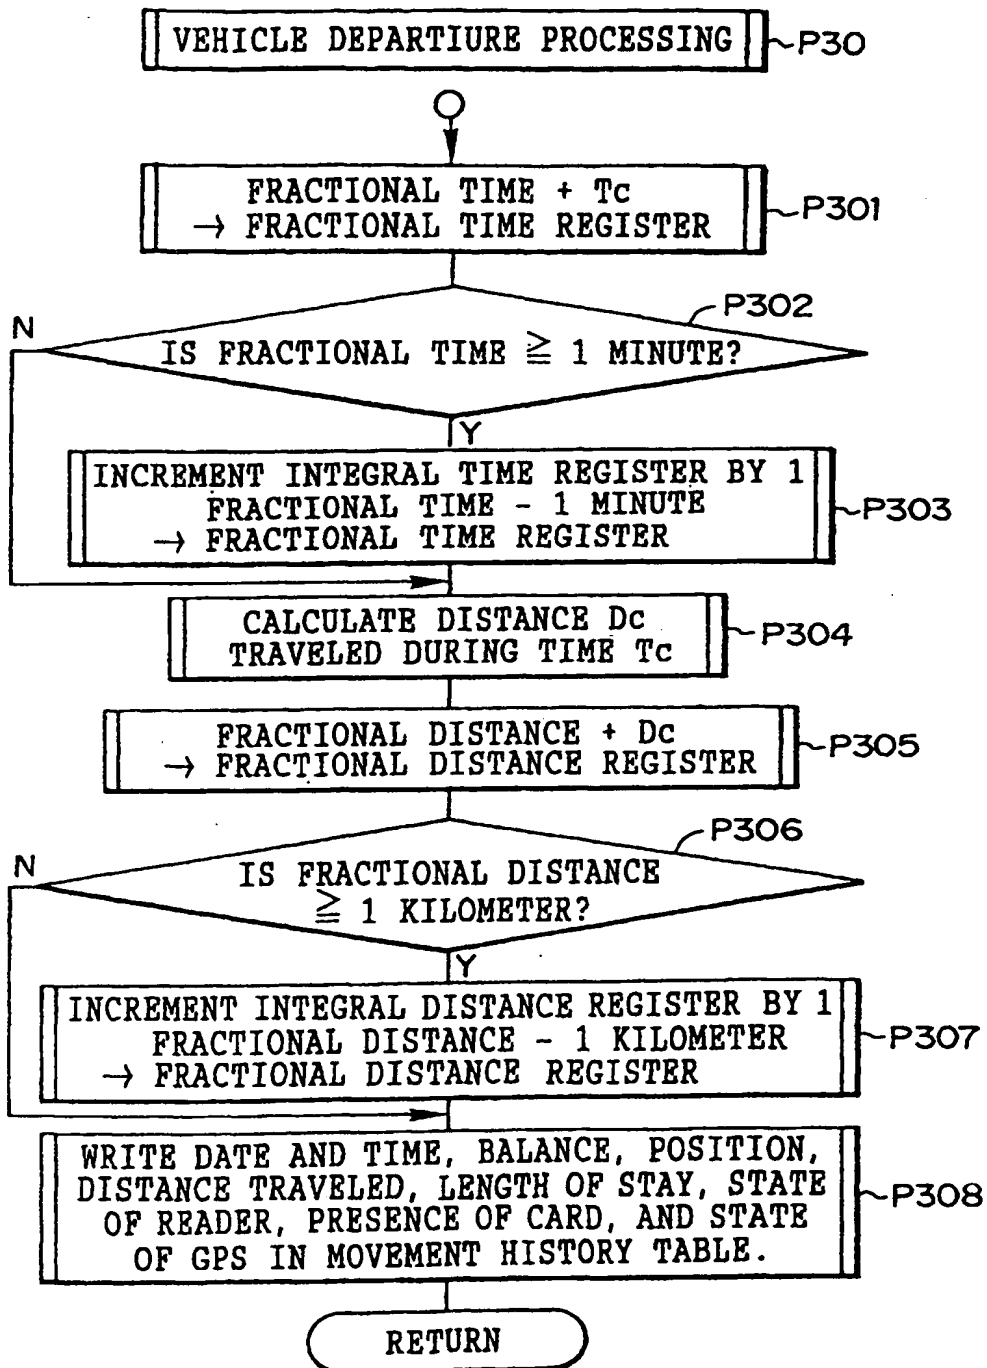 VEHICLE DEPARTIURE PROCESSING
P30
FRACTIONAL TIME + Tc
→ FRACTIONAL TIME REGISTER
P301
P302
N
IS FRACTIONAL TIME ≧ 1 MINUTE?
Y
INCREMENT INTEGRAL TIME REGISTER BY 1
FRACTIONAL TIME - 1 MINUTE
→ FRACTIONAL TIME REGISTER
P303
CALCULATE DISTANCE Dc
TRAVELED DURING TIME Tc
P304
FRACTIONAL DISTANCE + Dc
→ FRACTIONAL DISTANCE REGISTER
P305
P306
N
IS FRACTIONAL DISTANCE
≧ 1 KILOMETER?
Y
INCREMENT INTEGRAL DISTANCE REGISTER BY 1
FRACTIONAL DISTANCE - 1 KILOMETER
→ FRACTIONAL DISTANCE REGISTER
P307
WRITE DATE AND TIME, BALANCE, POSITION,
DISTANCE TRAVELED, LENGTH OF STAY, STATE
OF READER, PRESENCE OF CARD, AND STATE
OF GPS IN MOVEMENT HISTORY TABLE.
P308
RETURN